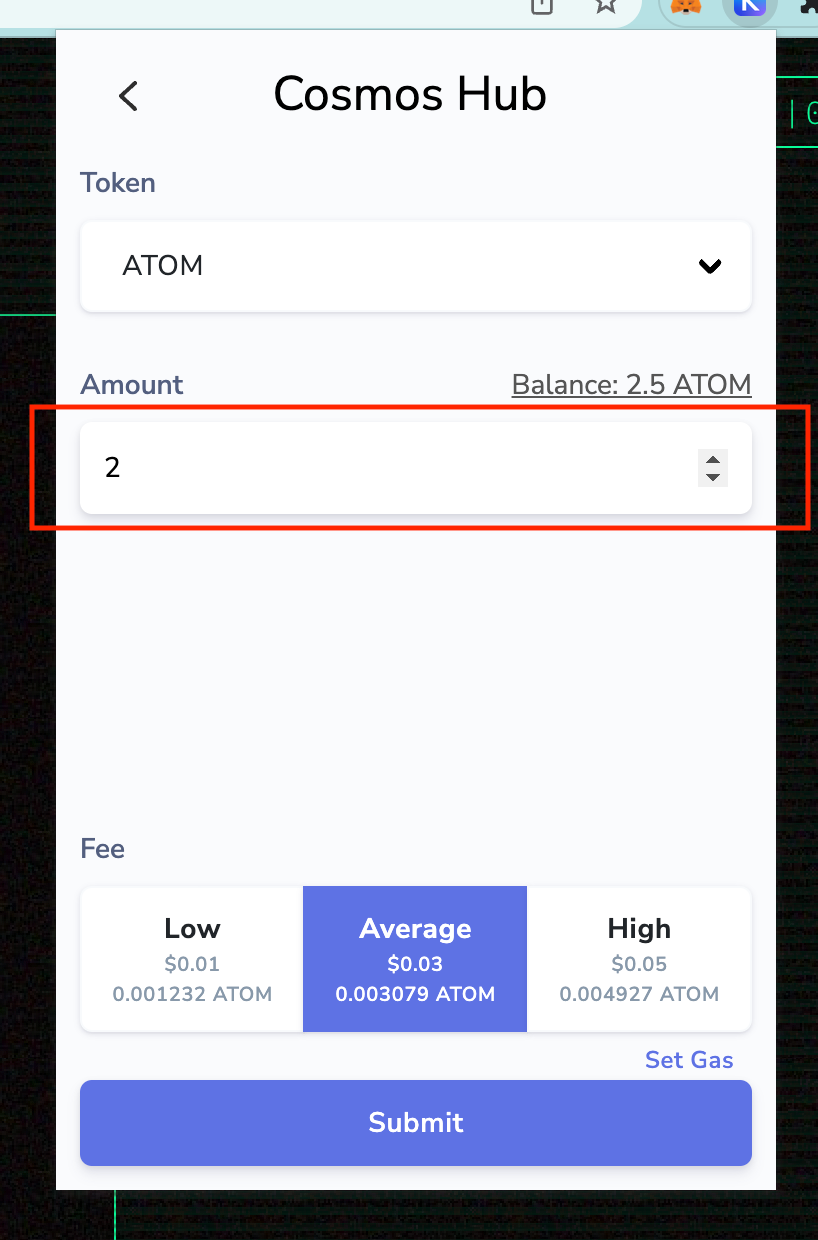 Cosmos Hub
Token
ATOM
Amount
Balance: 2.5 ATOM
2
Fee
Low
$0.01
0.001232 ATOM
Average
$0.03
0.003079 ATOM
High
$0.05
0.004927 ATOM
Set Gas
Submit